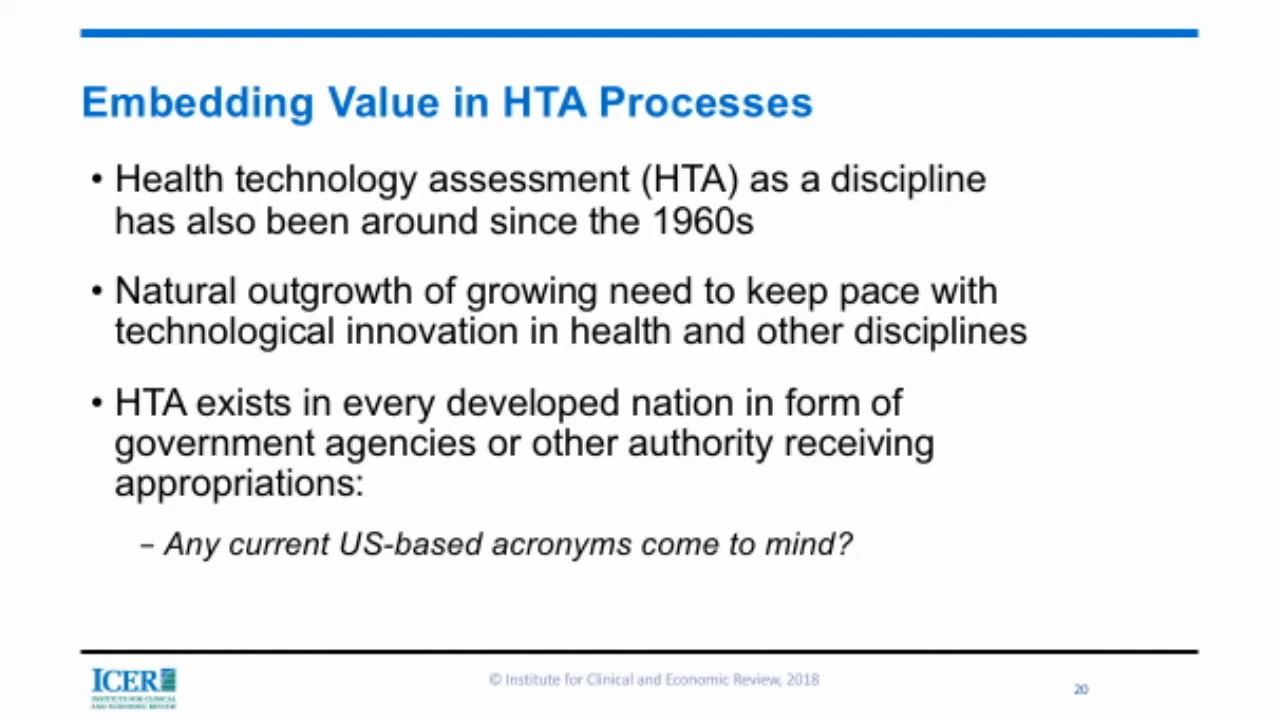 Embedding Value in HTA Processes
• Health technology assessment (HTA) as a discipline
has also been around since the 1960s
• Natural outgrowth of growing need to keep pace with
technological innovation in health and other disciplines
• HTA exists in every developed nation in form of
government agencies or other authority receiving
appropriations:
– Any current US-based acronyms come to mind?
ICER
INSTITUTE FOR CLINICAL
AND ECONOMIC REVIEW
© Institute for Clinical and Economic Review, 2018
20